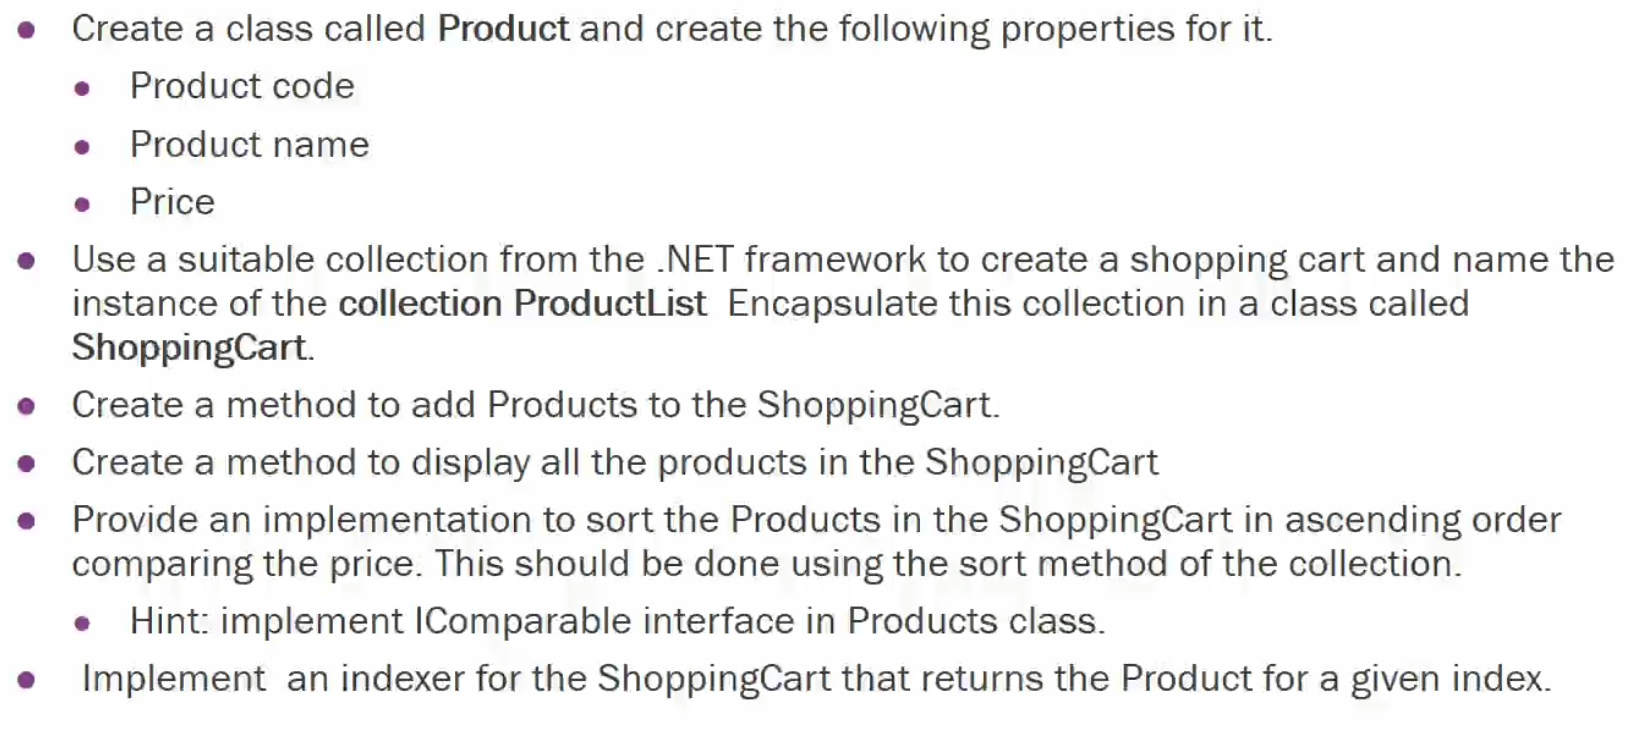 Create a class called Product and create the following properties for it.
Product code
Product name
Price
Use a suitable collection from the .NET framework to create a shopping cart and name the
instance of the collection ProductList Encapsulate this collection in a class called
ShoppingCart.
Create a method to add Products to the ShoppingCart.
Create a method to display all the products in the ShoppingCart
Provide an implementation to sort the Products in the ShoppingCart in ascending order
comparing the price. This should be done using the sort method of the collection.
Hint: implement IComparable interface in Products class.
Implement an indexer for the ShoppingCart that returns the Product for a given index.